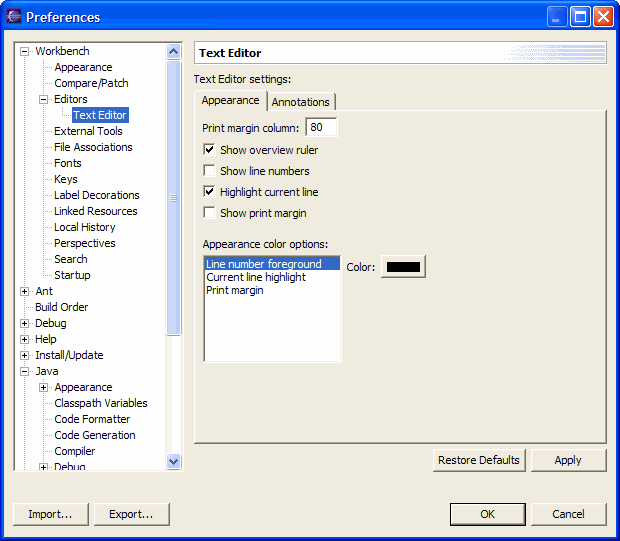 Preferences
Workbench
Appearance
Compare/Patch
Editors
Text Editor
External Tools
File Associations
Fonts
Keys
Label Decorations
Linked Resources
Local History
Perspectives
Search
Startup
Ant
Build Order
Debug
Help
Install/Update
Java
Appearance
Classpath Variables
Code Formatter
Code Generation
Compiler
Debug
Text Editor
Text Editor settings:
Appearance Annotations
Print margin column: 80
Show overview ruler
Show line numbers
Highlight current line
Show print margin
Appearance color options:
Line number foreground Color:
Current line highlight
Print margin
Restore Defaults Apply
Import... Export... OK Cancel